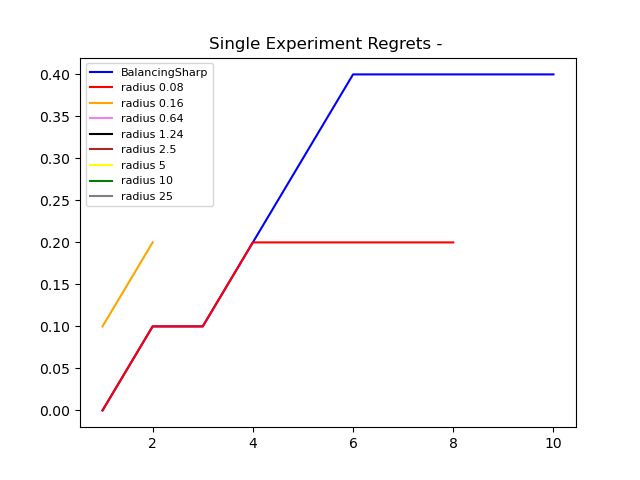 Single Experiment Regrets -
BalancingSharp
radius 0.08
radius 0.16
radius 0.64
radius 1.24
radius 2.5
radius 5
radius 10
radius 25
0.40
0.35
0.30
0.25
0.20
0.15
0.10
0.05
0.00
2 4 6 8 10